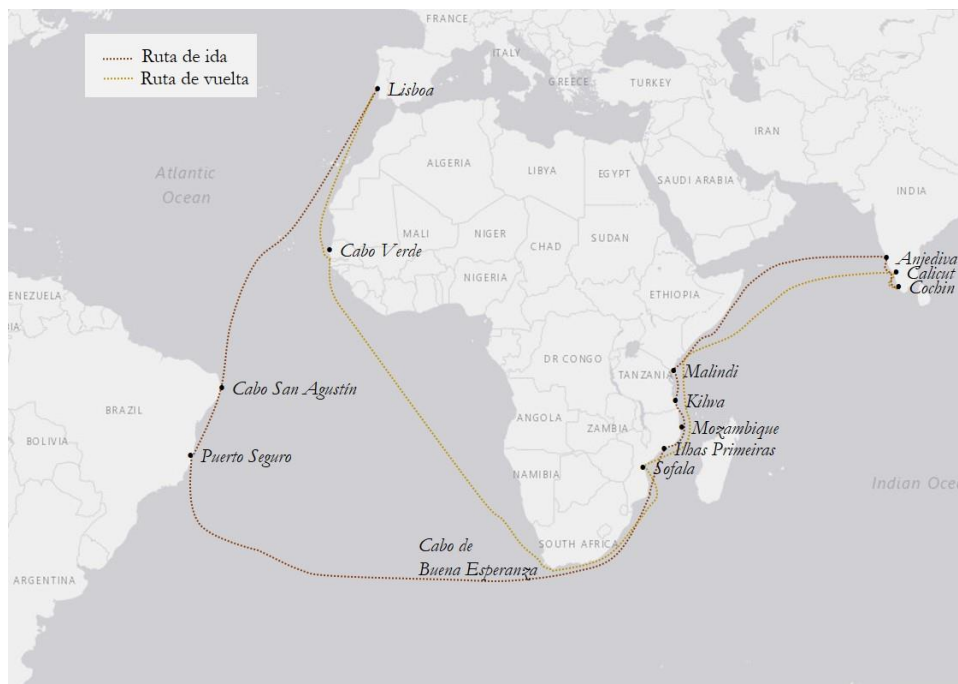 FRANCE
Ruta de ida
Ruta de vuelta
ITALY
GREECE
TURKEY
Lisboa
IRAN
Atlantic
Ocean
ALGERIA
LIBYA
EGYPT
SAUDI ARABIA
INDIA
MALI
NIGER
CHAD
SUDAN
Cabo Verde
Anjediva
Calicut
Cochin
NIGERIA
ETHIOPIA
ENEZUELA
DR CONGO
TANZANIA
Malindi
Cabo San Agustín
Kilwa
BRAZIL
ANGOLA
ZAMBIA
Mozambique
BOLIVIA
Puerto Seguro
Ilhas Primeiras
Sofala
NAMIBIA
Indian Ocea
SOUTH AFRICA
Cabo de
Buena Esperanza
ARGENTINA